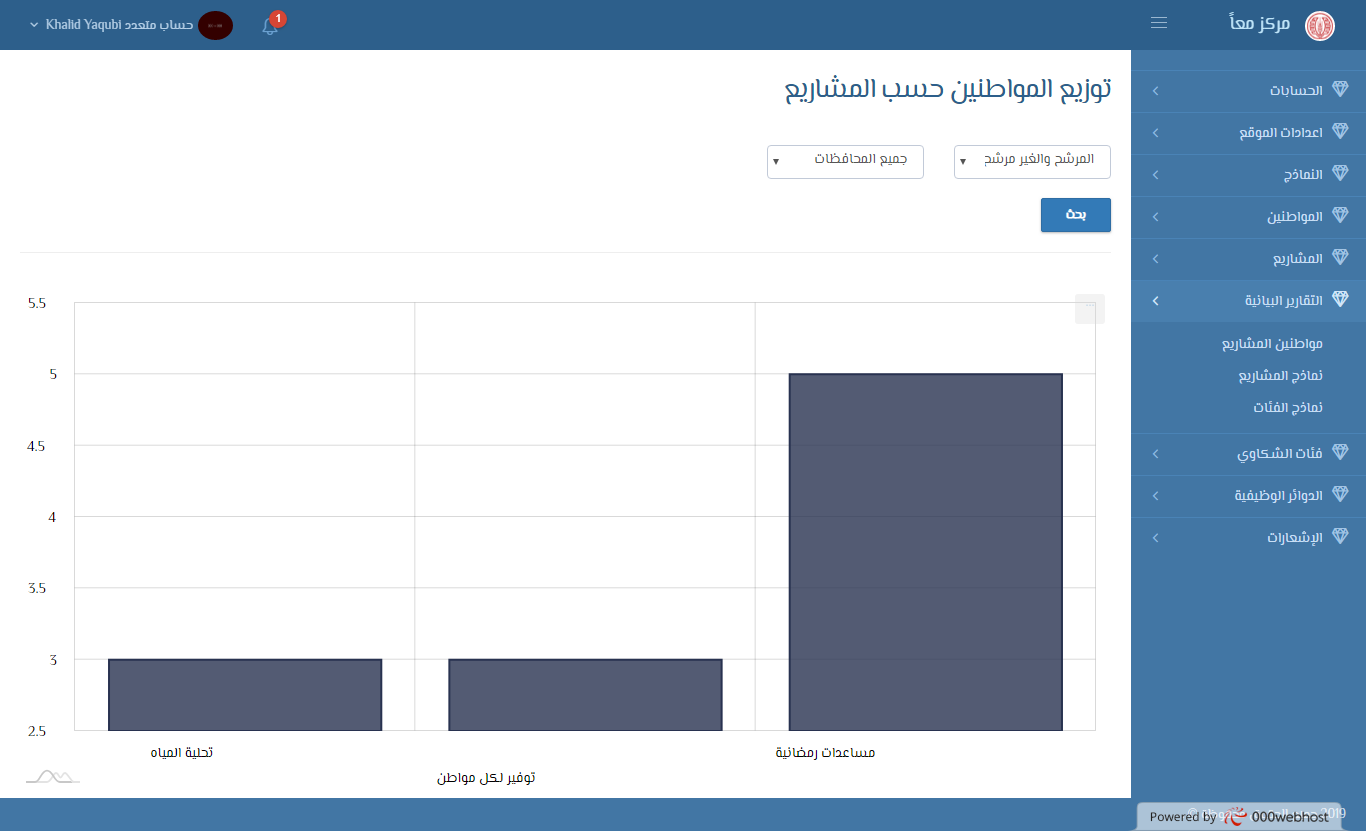 مركز معاً
1
حساب متعدد Khalid Yaqubi
الحسابات
اعدادات الموقع
النماذج
المواطنين
المشاريع
التقارير البيانية
مواطنين المشاريع
نماذج المشاريع
نماذج الفئات
فئات الشكاوي
الدوائر الوظيفية
الإشعارات
توزيع المواطنين حسب المشاريع
المرشح والغير مرشح
جميع المحافظات
بحث
5.5
5
4.5
4
3.5
3
2.5
تحلية المياه
توفير لكل مواطن
مساعدات رمضانية
2019
©
Powered by 000webhost